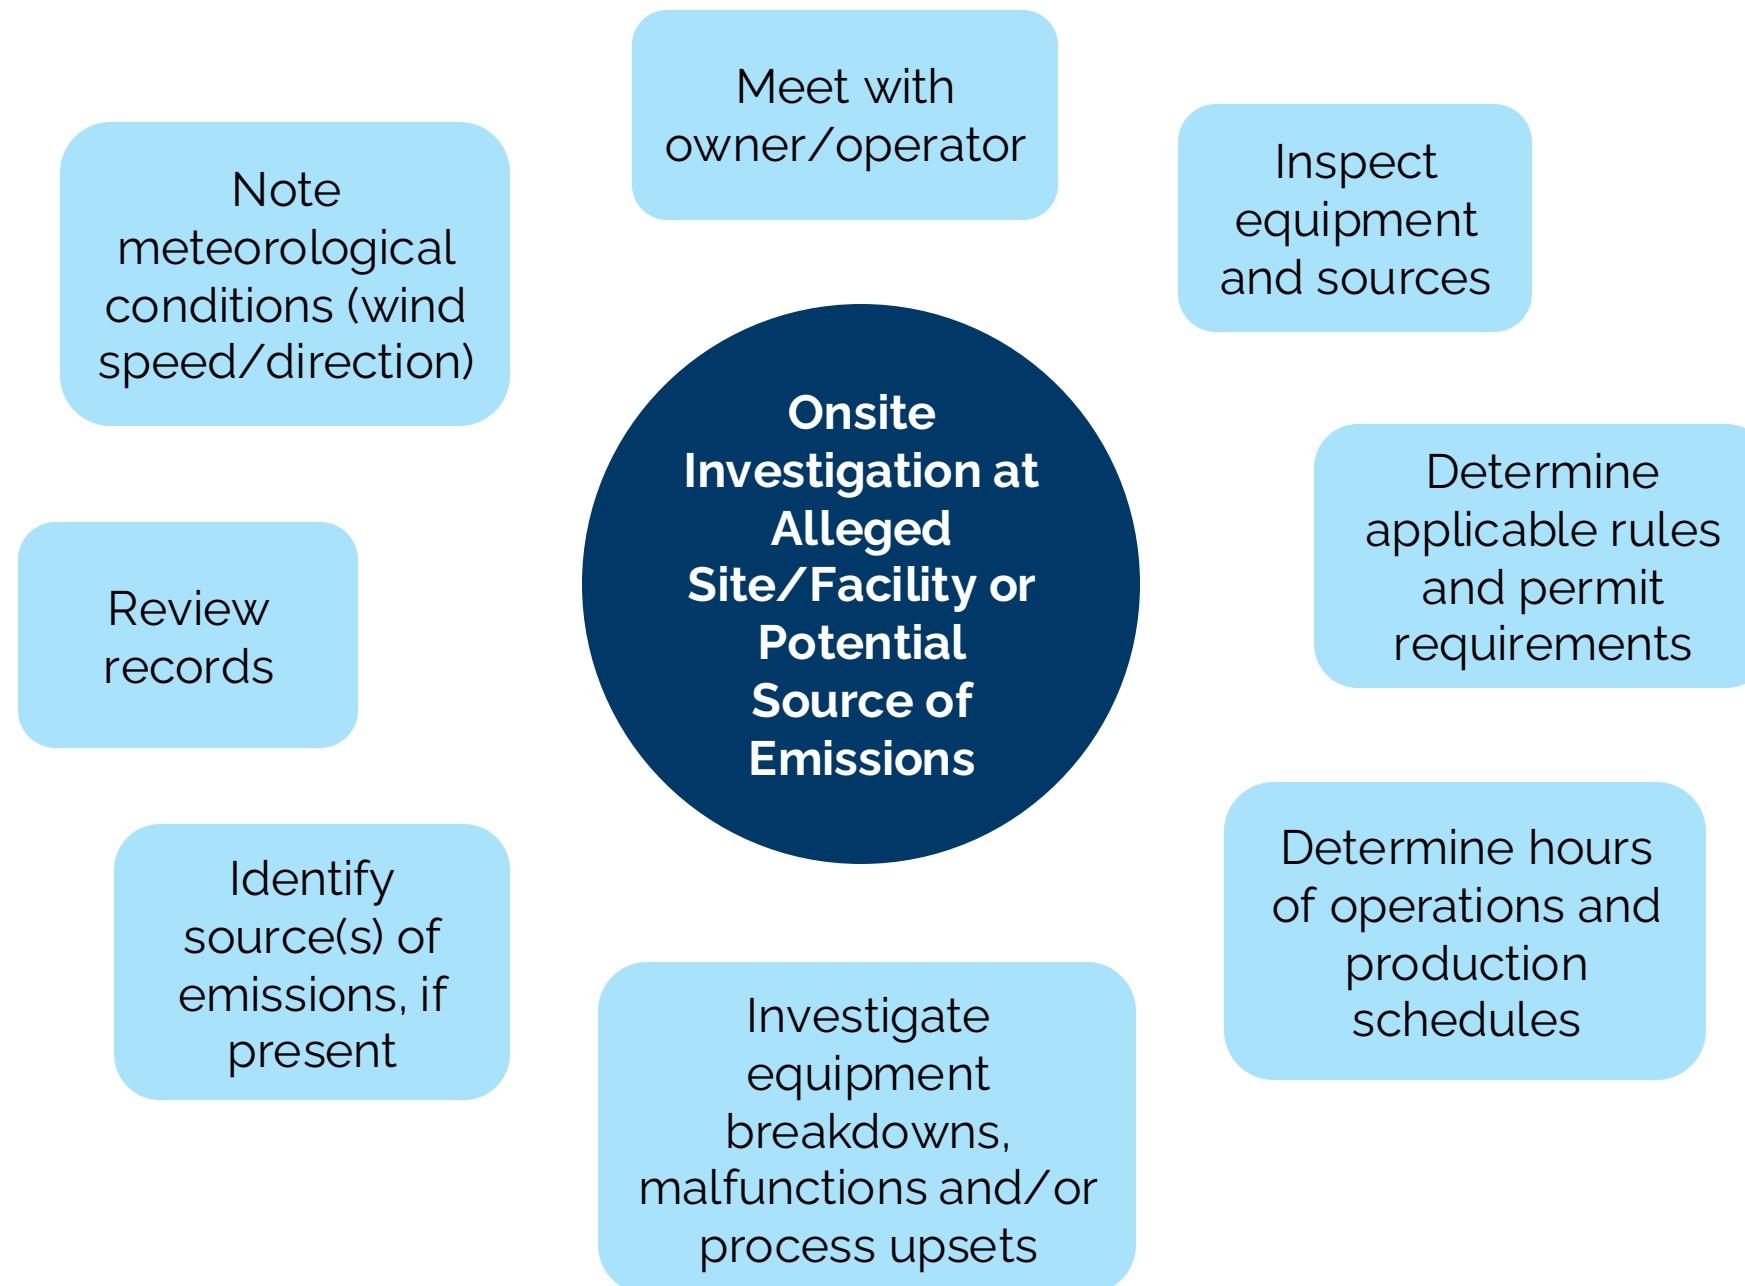 Meet with
owner/operator
Inspect
equipment
and sources
Determine
applicable rules
and permit
requirements
Determine hours
of operations and
production
schedules
Investigate
equipment
breakdowns,
malfunctions and/or
process upsets
Identify
source(s) of
emissions, if
present
Review
records
Note
meteorological
conditions (wind
speed/direction)
Onsite
Investigation at
Alleged
Site/Facility or
Potential
Source of
Emissions